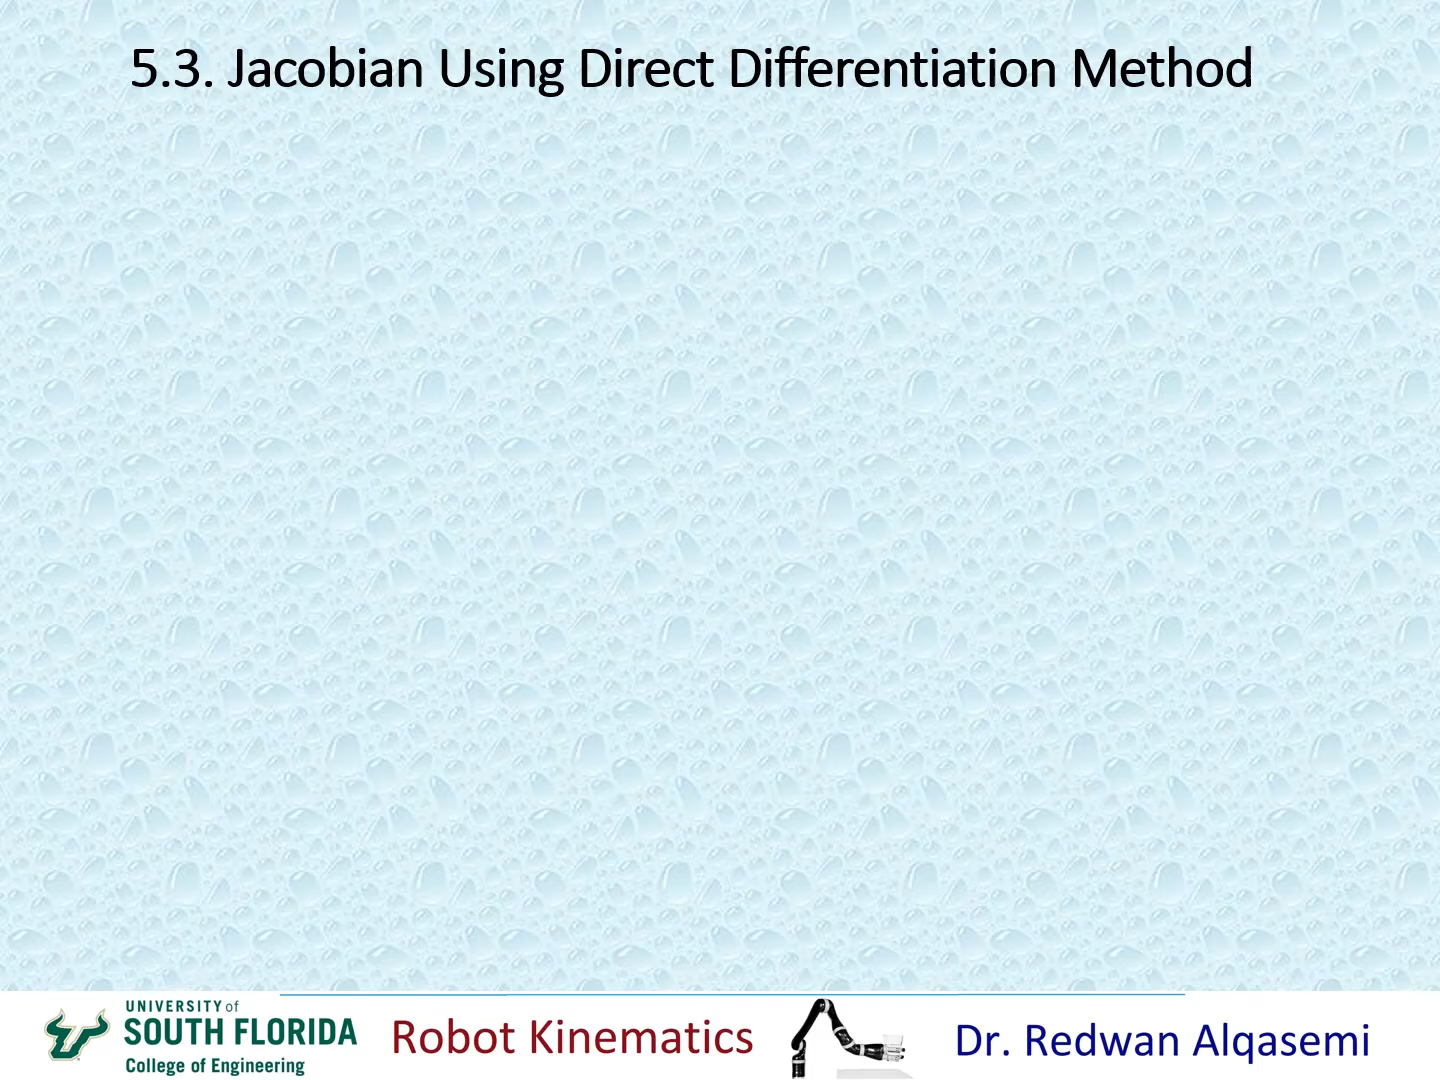 5.3. Jacobian Using Direct Differentiation Method
UNIVERSITY of
SOUTH FLORIDA
College of Engineering
Robot Kinematics
Dr. Redwan Alqasemi